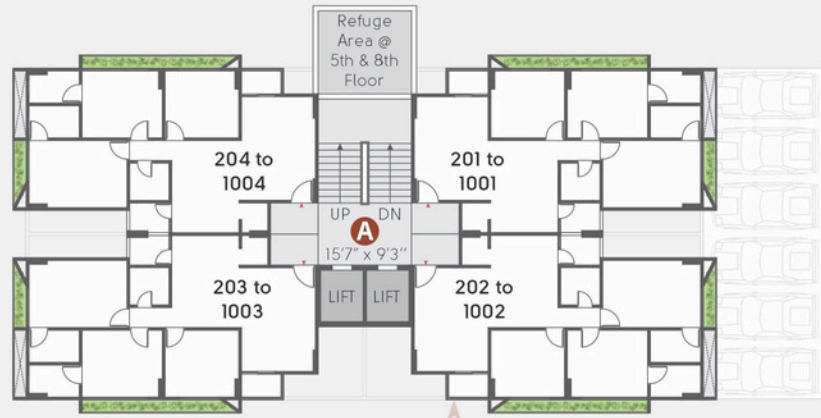 Refuge
Area @
5th & 8th
Floor
204 to
1004
201 to
1001
UP DN
A
15'7" x 9'3''
LIFT LIFT
203 to
1003
202 to
1002